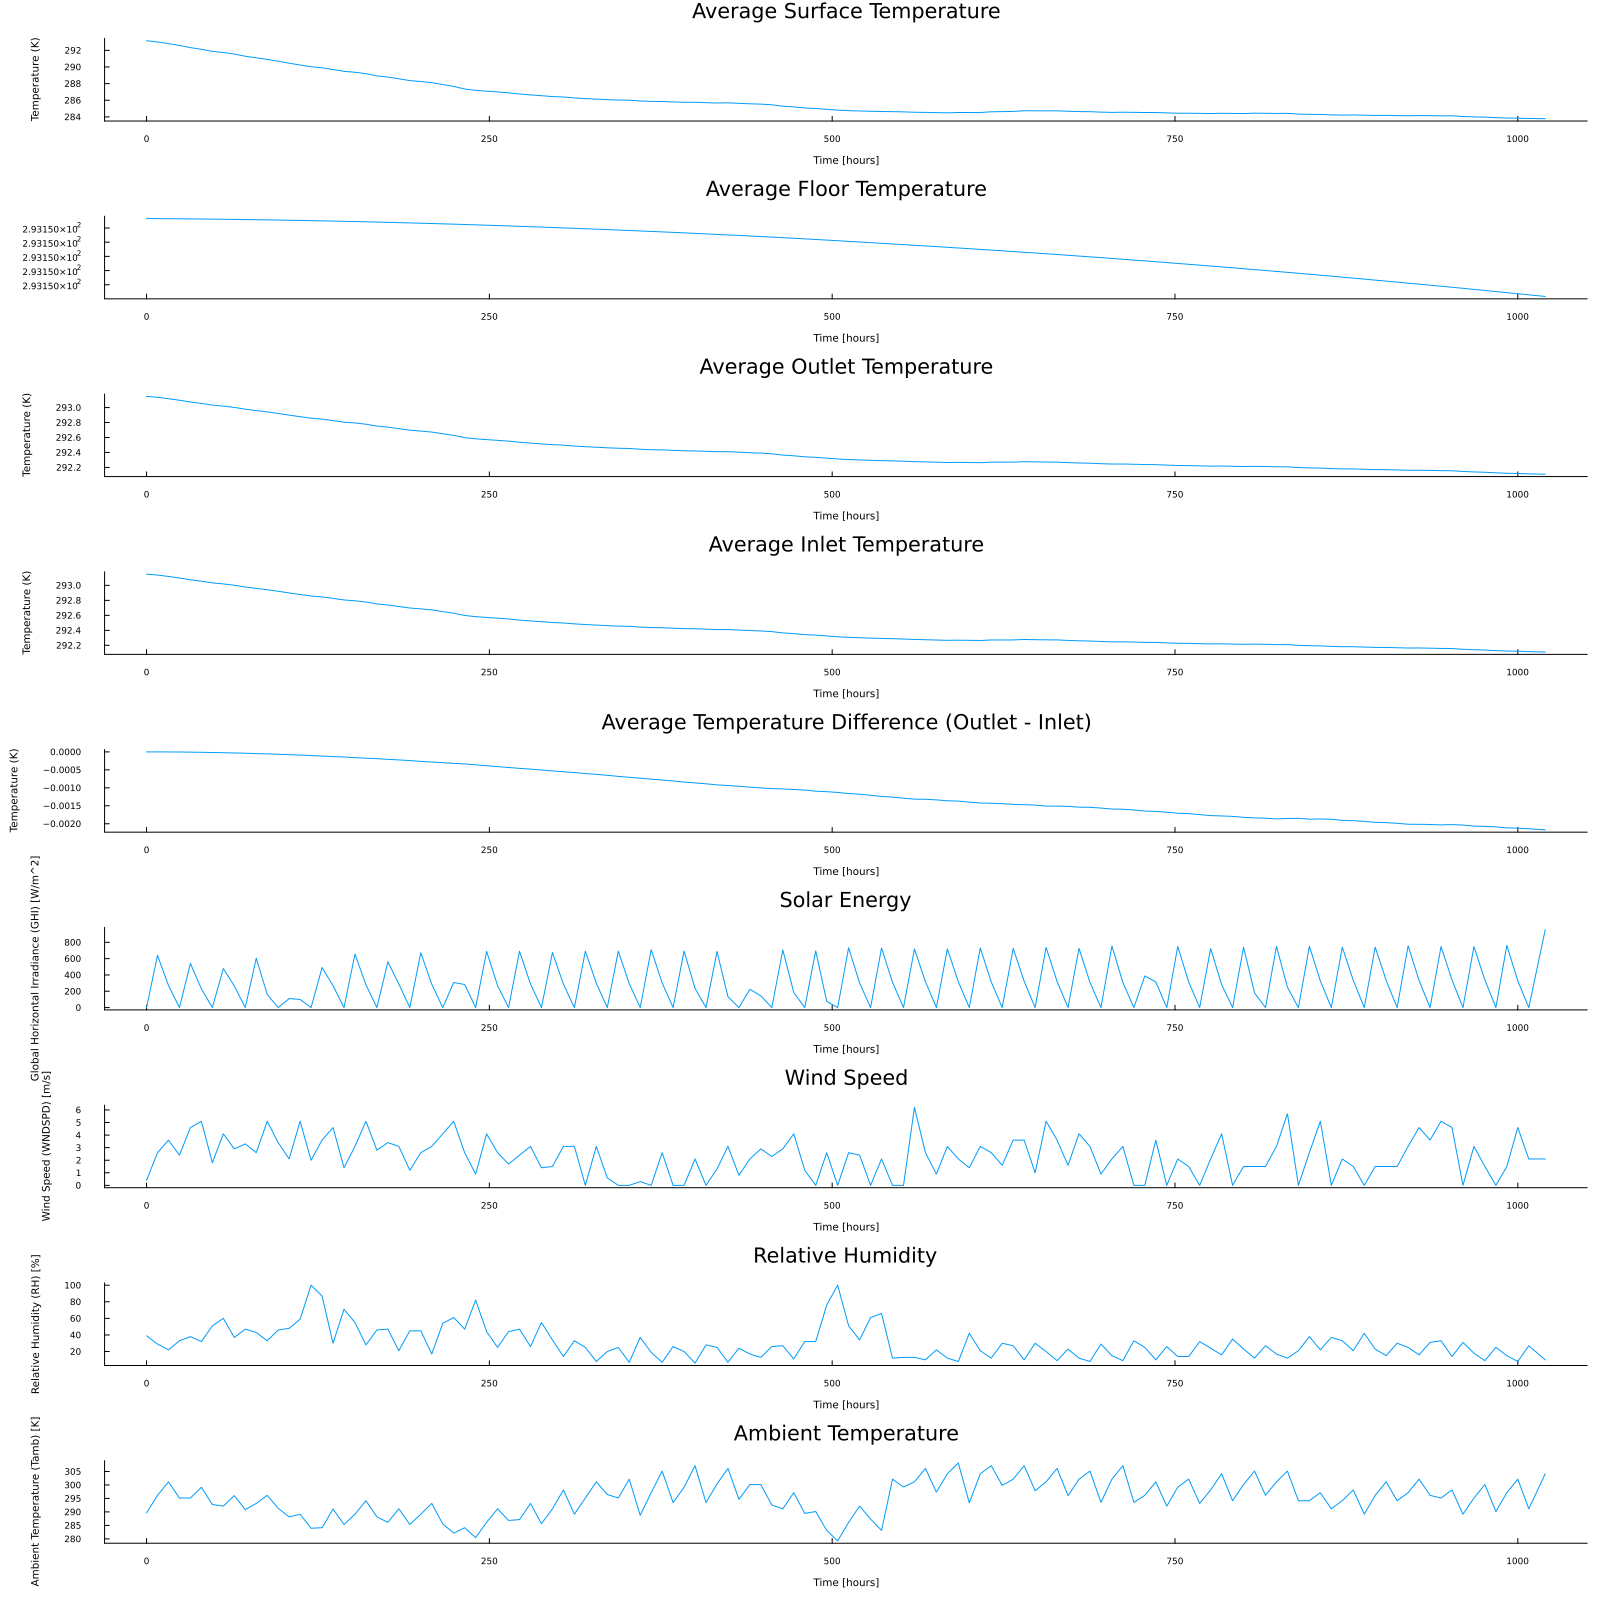 Average Surface Temperature
Temperature (K)
292
290
288
286
284
0 250 500 750 1000
Time [hours]
Average Floor Temperature
2.93150×10²
2.93150×10²
2.93150×10²
2.93150×10²
2.93150×10²
0 250 500 750 1000
Time [hours]
Average Outlet Temperature
Temperature (K)
293.0
292.8
292.6
292.4
292.2
0 250 500 750 1000
Time [hours]
Average Inlet Temperature
Temperature (K)
293.0
292.8
292.6
292.4
292.2
0 250 500 750 1000
Time [hours]
Average Temperature Difference (Outlet - Inlet)
Temperature (K)
0.0000
−0.0005
−0.0010
−0.0015
−0.0020
0 250 500 750 1000
Time [hours]
Solar Energy
Global Horizontal Irradiance (GHI) [W/m^2]
800
600
400
200
0
0 250 500 750 1000
Time [hours]
Wind Speed
Wind Speed (WNDSPD) [m/s]
6
5
4
3
2
1
0
0 250 500 750 1000
Time [hours]
Relative Humidity
Relative Humidity (RH) [%]
100
80
60
40
20
0 250 500 750 1000
Time [hours]
Ambient Temperature
Ambient Temperature (Tamb) [K]
305
300
295
290
285
280
0 250 500 750 1000
Time [hours]